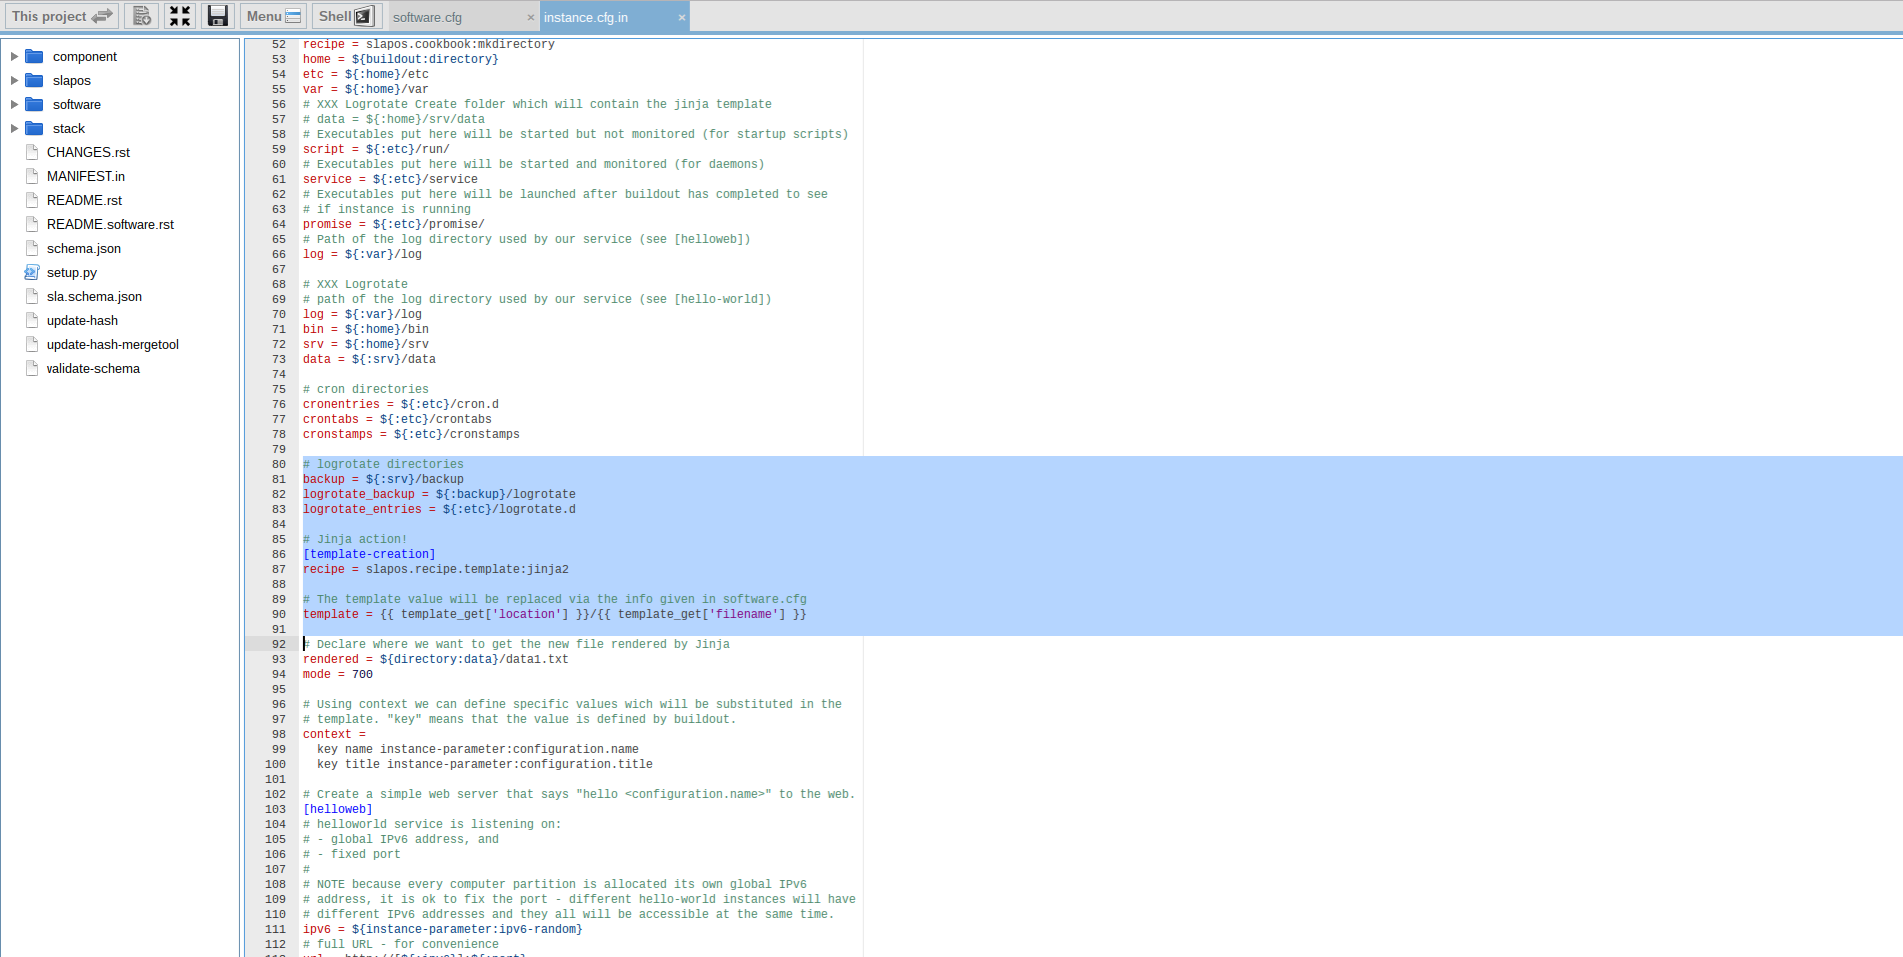 This project
Menu
Shell
software.cfg ×
instance.cfg.in ×
component
slapos
software
stack
CHANGES.rst
MANIFEST.in
README.rst
README.software.rst
schema.json
setup.py
sla.schema.json
update-hash
update-hash-mergetool
validate-schema
52 recipe = slapos.cookbook:mkdirectory
53 home = ${buildout:directory}
54 etc = ${:home}/etc
55 var = ${:home}/var
56 # XXX Logrotate Create folder which will contain the jinja template
57 # data = ${:home}/srv/data
58 # Executables put here will be started but not monitored (for startup scripts)
59 script = ${:etc}/run/
60 # Executables put here will be started and monitored (for daemons)
61 service = ${:etc}/service
62 # Executables put here will be launched after buildout has completed to see
63 # if instance is running
64 promise = ${:etc}/promise/
65 # Path of the log directory used by our service (see [helloweb])
66 log = ${:var}/log
67
68 # XXX Logrotate
69 # path of the log directory used by our service (see [hello-world])
70 log = ${:var}/log
71 bin = ${:home}/bin
72 srv = ${:home}/srv
73 data = ${:srv}/data
74
75 # cron directories
76 cronentries = ${:etc}/cron.d
77 crontabs = ${:etc}/crontabs
78 cronstamps = ${:etc}/cronstamps
79
80 # logrotate directories
81 backup = ${:srv}/backup
82 logrotate_backup = ${:backup}/logrotate
83 logrotate_entries = ${:etc}/logrotate.d
84
85 # Jinja action!
86 [template-creation]
87 recipe = slapos.recipe.template:jinja2
88
89 # The template value will be replaced via the info given in software.cfg
90 template = {{ template_get['location'] }}/{{ template_get['filename'] }}
91
92 # Declare where we want to get the new file rendered by Jinja
93 rendered = ${directory:data}/data1.txt
94 mode = 700
95
96 # Using context we can define specific values wich will be substituted in the
97 # template. "key" means that the value is defined by buildout.
98 context =
99 key name instance-parameter:configuration.name
100 key title instance-parameter:configuration.title
101
102 # Create a simple web server that says "hello <configuration.name>" to the web.
103 [helloweb]
104 # helloworld service is listening on:
105 # - global IPv6 address, and
106 # - fixed port
107 #
108 # NOTE because every computer partition is allocated its own global IPv6
109 # address, it is ok to fix the port - different hello-world instances will have
110 # different IPv6 addresses and they all will be accessible at the same time.
111 ipv6 = ${instance-parameter:ipv6-random}
112 # full URL - for convenience